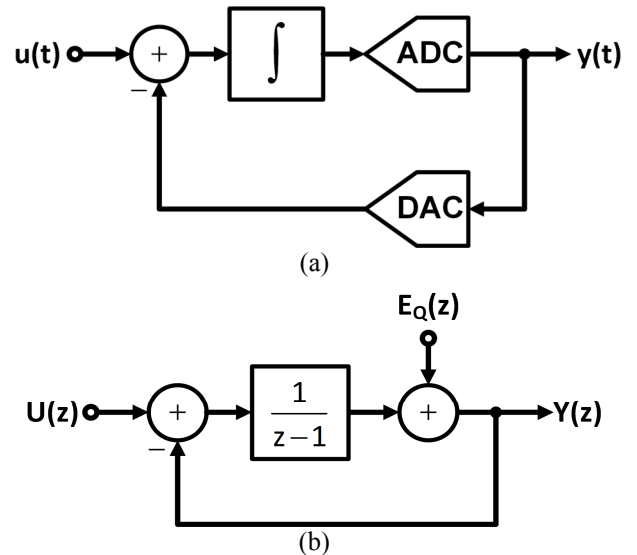 u(t) + ∫ ADC y(t)
−
DAC
(a)
E_Q(z)
U(z) + 1/(z−1) + Y(z)
−
(b)